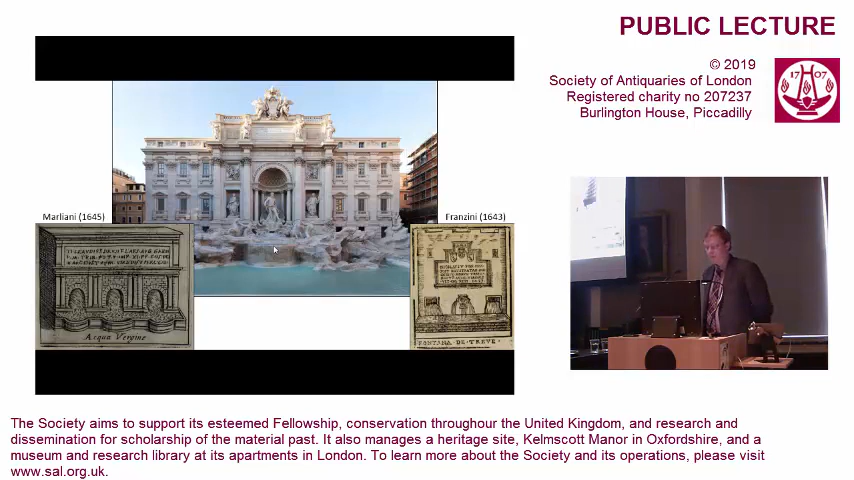 PUBLIC LECTURE
© 2019
Society of Antiquaries of London
Registered charity no 207237
Burlington House, Piccadilly
1707
Marliani (1645)
Franzini (1643)
Acqua Vergine
FONTANA·DE·TREVE·
The Society aims to support its esteemed Fellowship, conservation throughour the United Kingdom, and research and
dissemination for scholarship of the material past. It also manages a heritage site, Kelmscott Manor in Oxfordshire, and a
museum and research library at its apartments in London. To learn more about the Society and its operations, please visit
www.sal.org.uk.